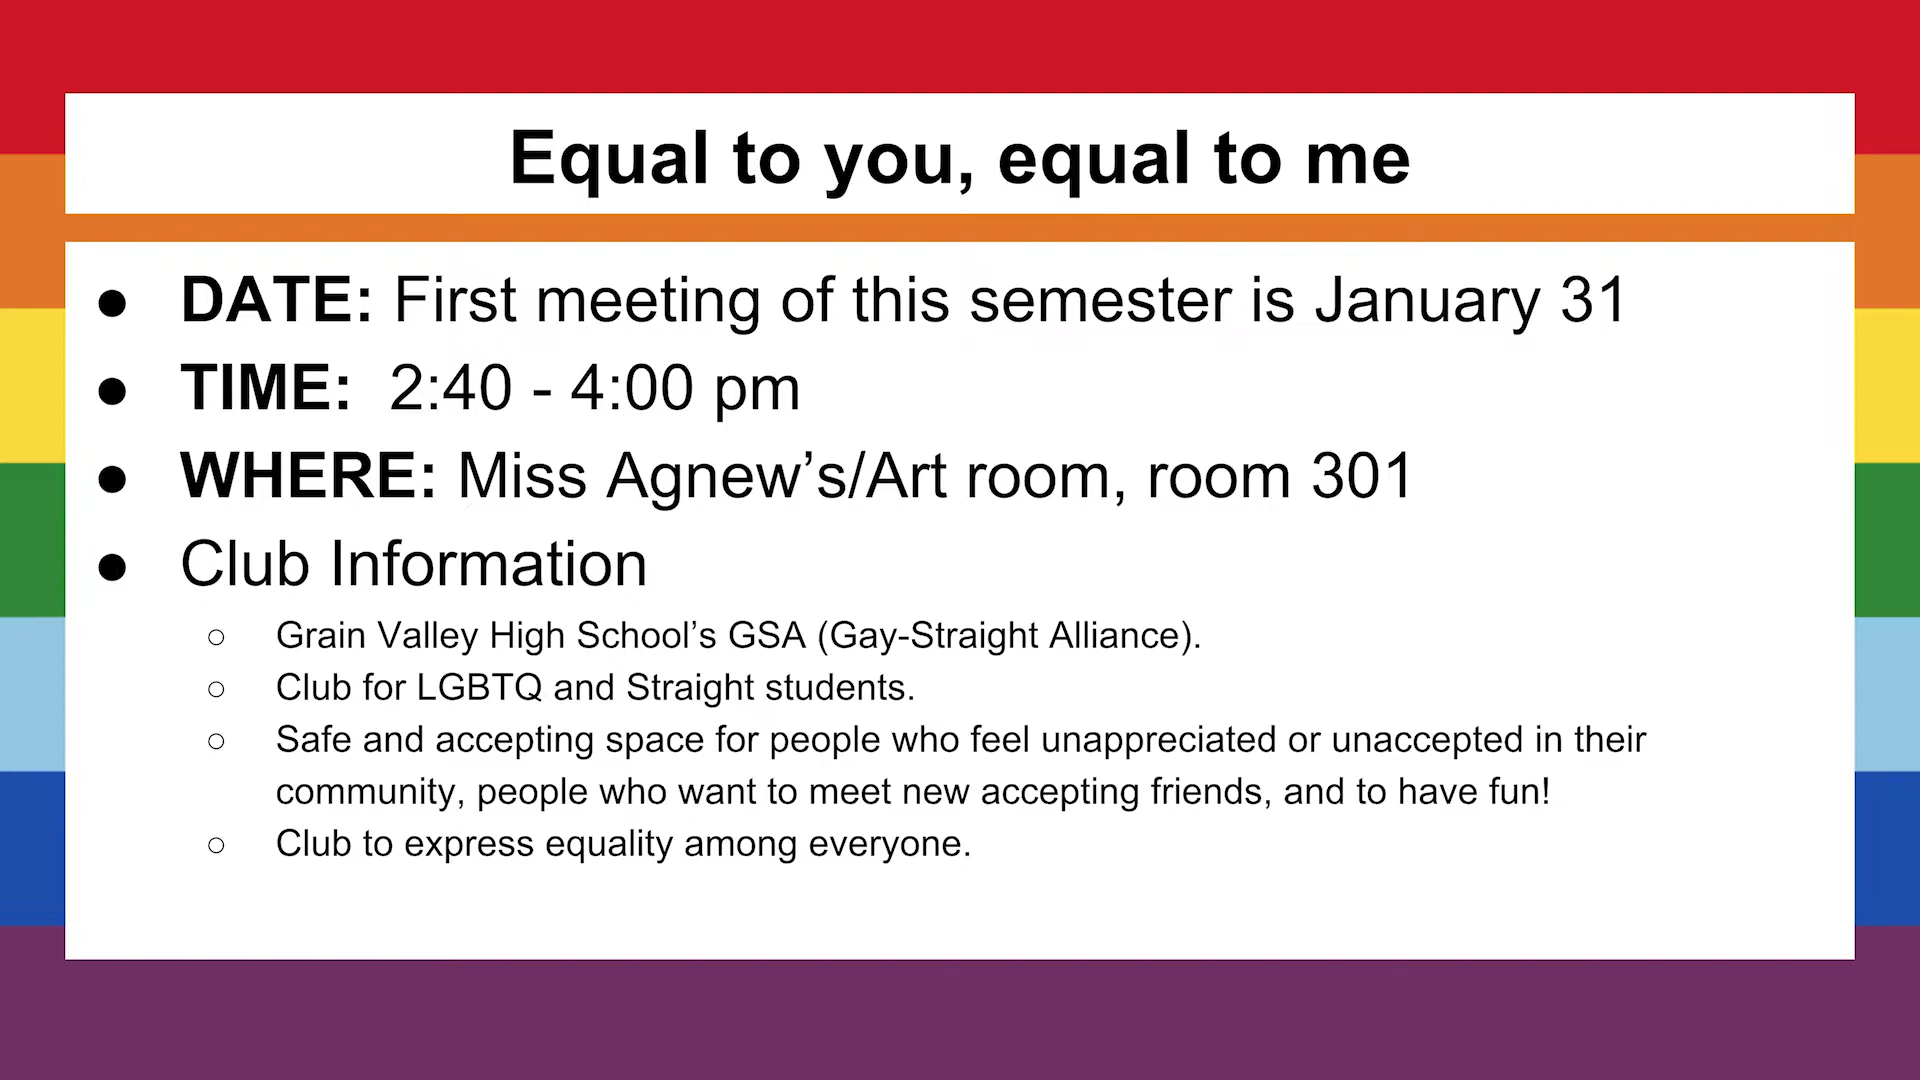 Equal to you, equal to me
● DATE: First meeting of this semester is January 31
● TIME:  2:40 - 4:00 pm
● WHERE: Miss Agnew’s/Art room, room 301
● Club Information
○ Grain Valley High School’s GSA (Gay-Straight Alliance).
○ Club for LGBTQ and Straight students.
○ Safe and accepting space for people who feel unappreciated or unaccepted in their
community, people who want to meet new accepting friends, and to have fun!
○ Club to express equality among everyone.